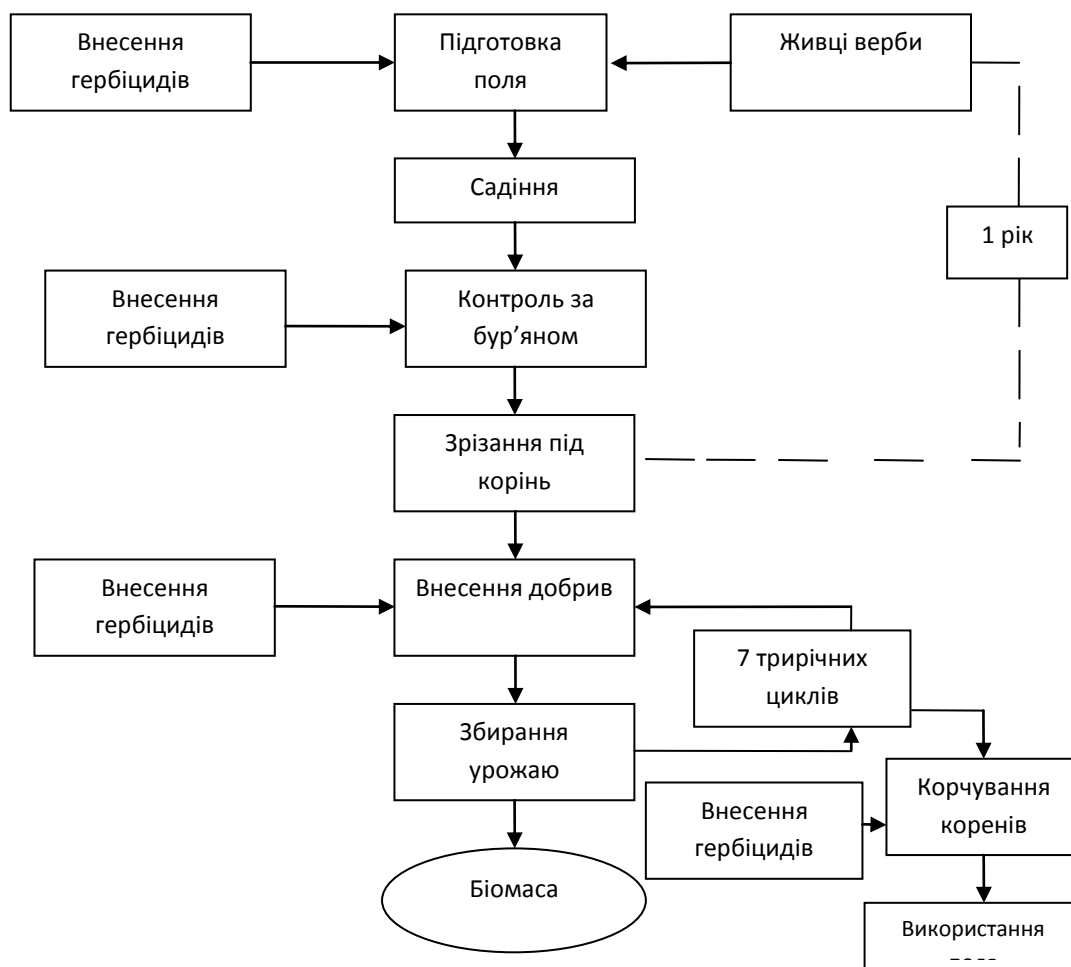 Внесення
гербіцидів
Підготовка
поля
Живці верби
Садіння
1 рік
Внесення
гербіцидів
Контроль за
бур’яном
Зрізання під
корінь
Внесення
гербіцидів
Внесення добрив
7 трирічних
циклів
Збирання
урожаю
Корчування
коренів
Внесення
гербіцидів
Біомаса
Використання